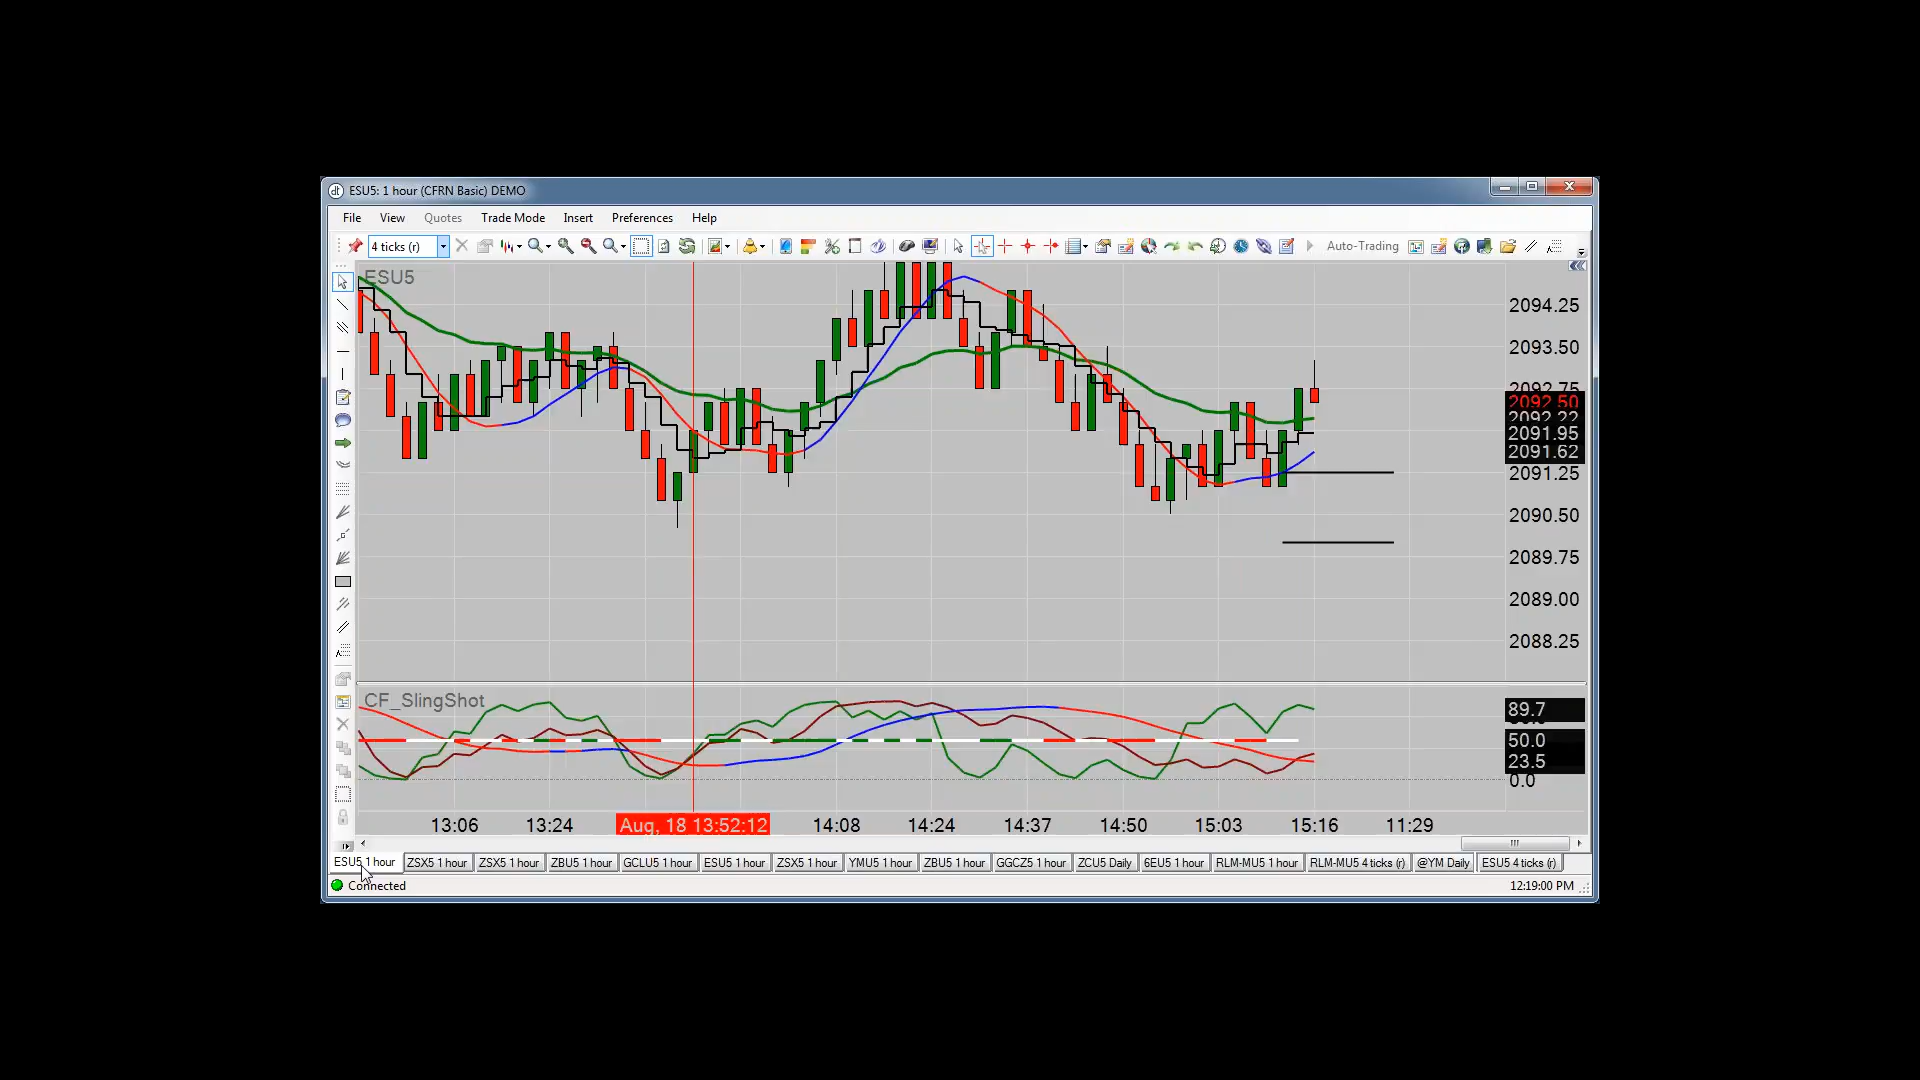 dt ESU5: 1 hour (CFRN Basic) DEMO
File View Quotes Trade Mode Insert Preferences Help
4 ticks (r) Auto-Trading
ESU5
2094.25
2093.50
2092.75
2092.50
2092.22
2091.95
2091.62
2091.25
2090.50
2089.75
2089.00
2088.25
CF_SlingShot
89.7
50.0
23.5
0.0
13:06 13:24 Aug, 18 13:52:12 14:08 14:24 14:37 14:50 15:03 15:16 11:29
ESU5 1 hour ZSX5 1 hour ZSX5 1 hour ZBU5 1 hour GCLU5 1 hour ESU5 1 hour ZSX5 1 hour YMU5 1 hour ZBU5 1 hour GGCZ5 1 hour ZCU5 Daily 6EU5 1 hour RLM-MU5 1 hour RLM-MU5 4 ticks (r) @YM Daily ESU5 4 ticks (r)
Connected 12:19:00 PM